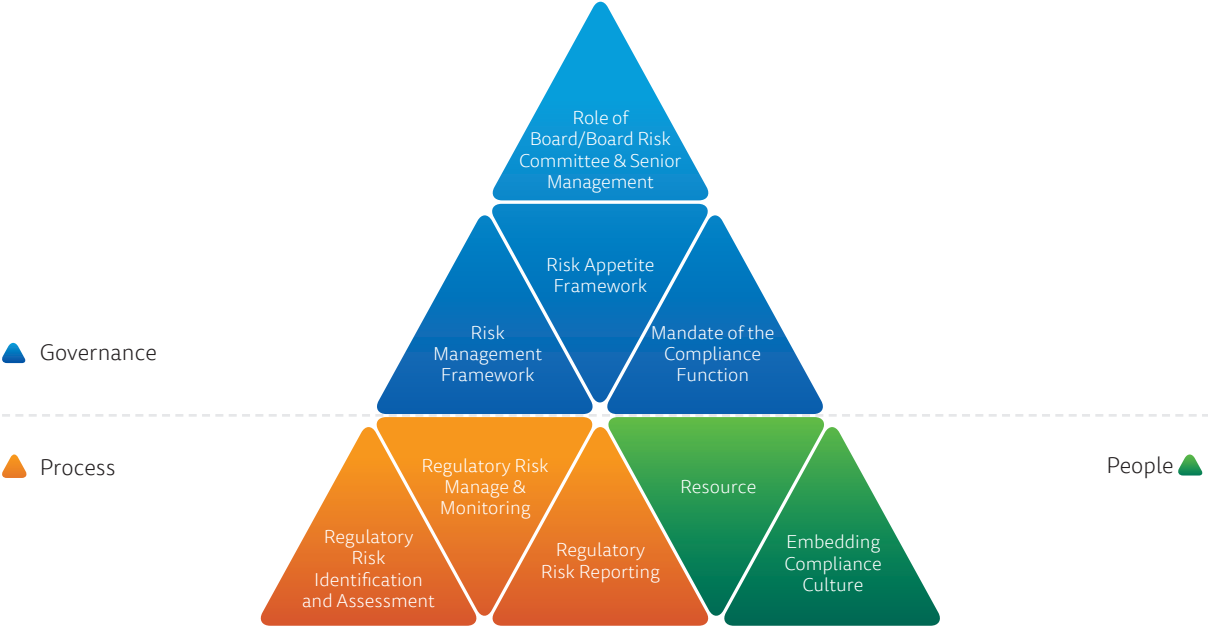 Role of
Board/Board Risk
Committee & Senior
Management
Risk Appetite
Framework
Risk
Management
Framework
Mandate of the
Compliance
Function
Governance
Process
People
Regulatory Risk
Manage &
Monitoring
Resource
Regulatory
Risk
Identification
and Assessment
Regulatory
Risk Reporting
Embedding
Compliance
Culture